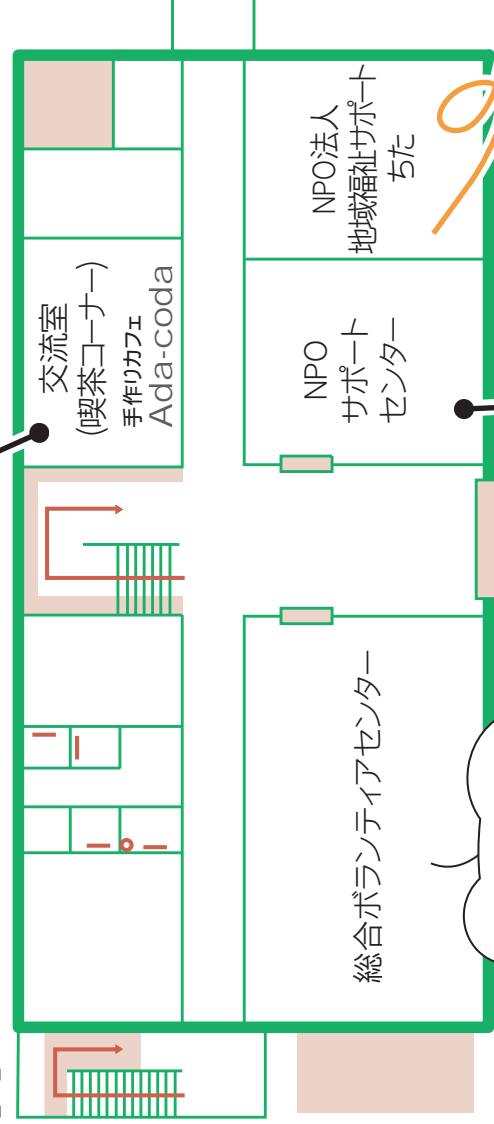 交流室
(喫茶コーナー)
手作りカフェ
Ada-coda
NPO法人
地域福祉サポート
ちた
NPO
サポート
センター
総合ボランティアセンター